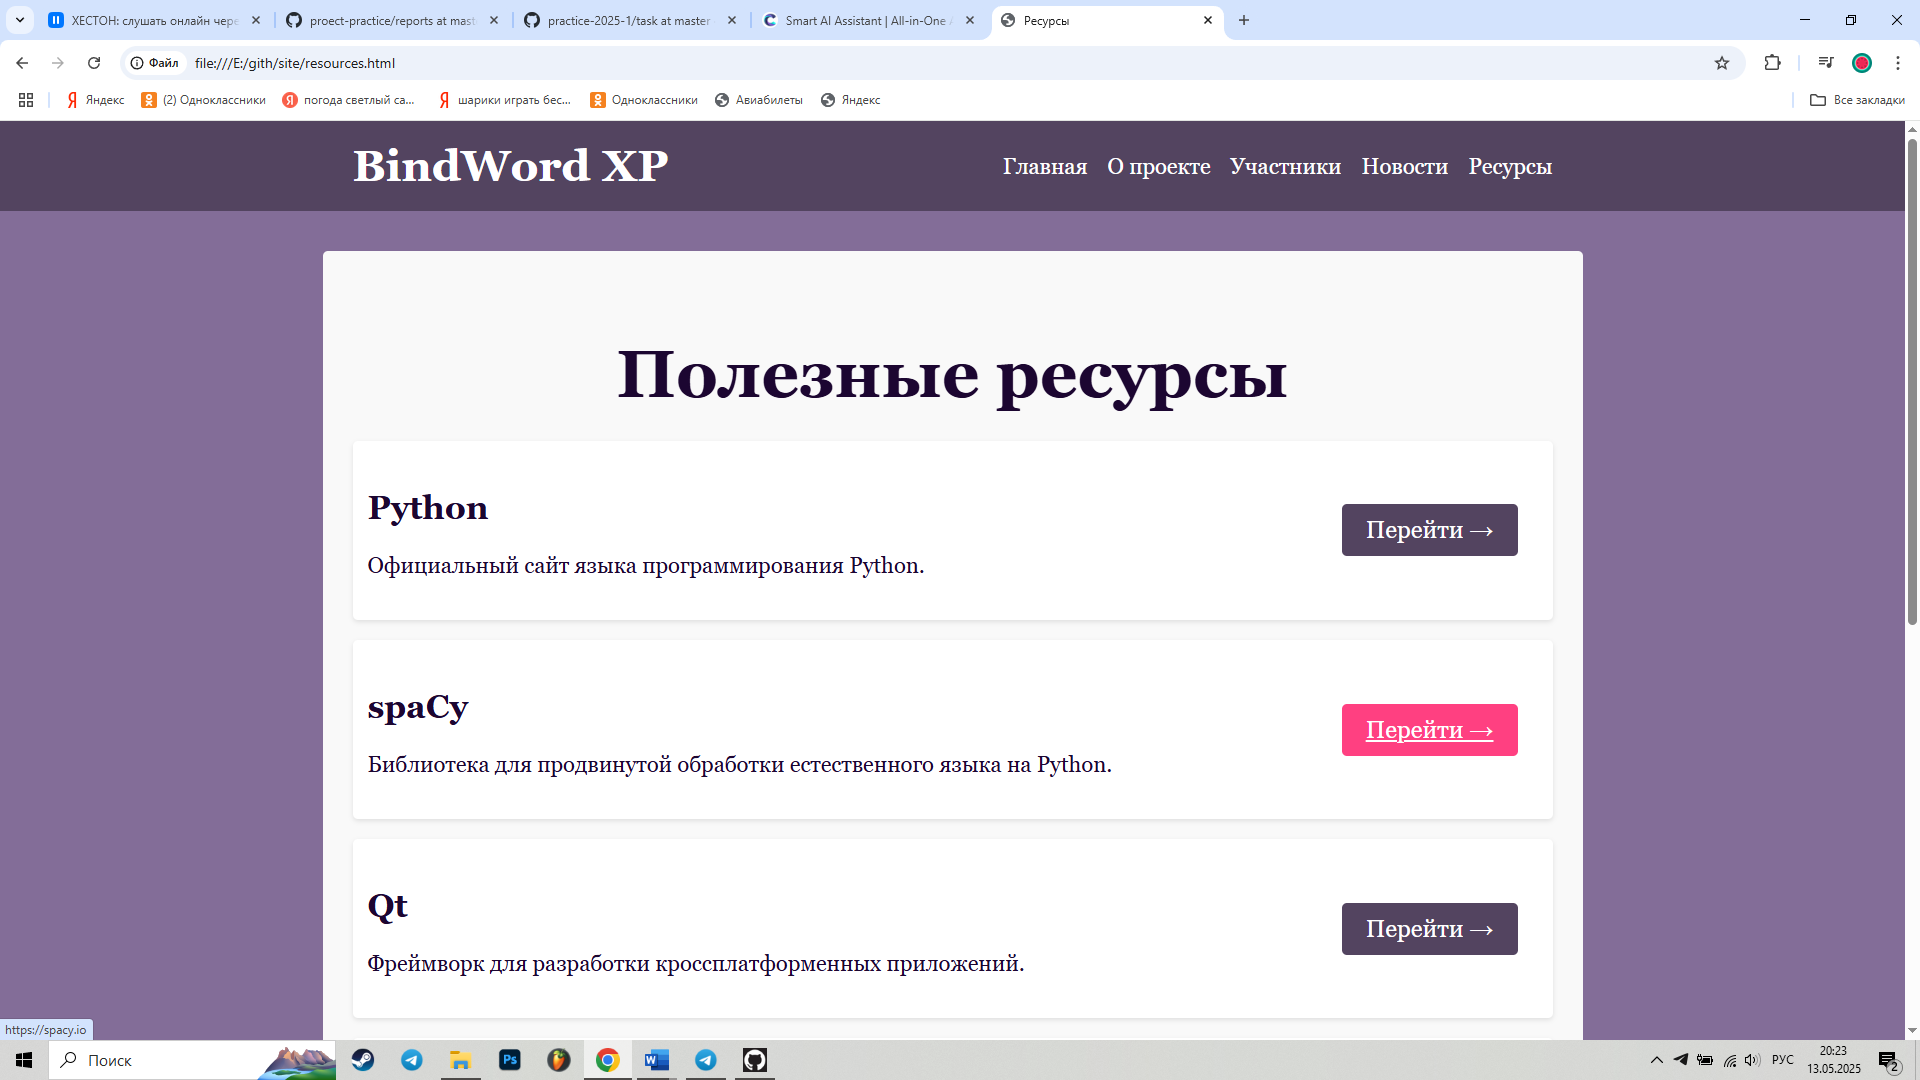 ХЕСТОН: слушать онлайн чере
proect-practice/reports at mast
practice-2025-1/task at master
Smart AI Assistant | All-in-One A
Ресурсы
Файл
file:///E:/gith/site/resources.html
Яндекс
(2) Одноклассники
погода светлый са...
шарики играть бес...
Одноклассники
Авиабилеты
Яндекс
Все закладки
BindWord XP
Главная О проекте Участники Новости Ресурсы
Полезные ресурсы
Python
Официальный сайт языка программирования Python.
Перейти →
spaCy
Библиотека для продвинутой обработки естественного языка на Python.
Перейти →
Qt
Фреймворк для разработки кроссплатформенных приложений.
Перейти →
https://spacy.io
Поиск
Ps
W
РУС
20:23
13.05.2025
2